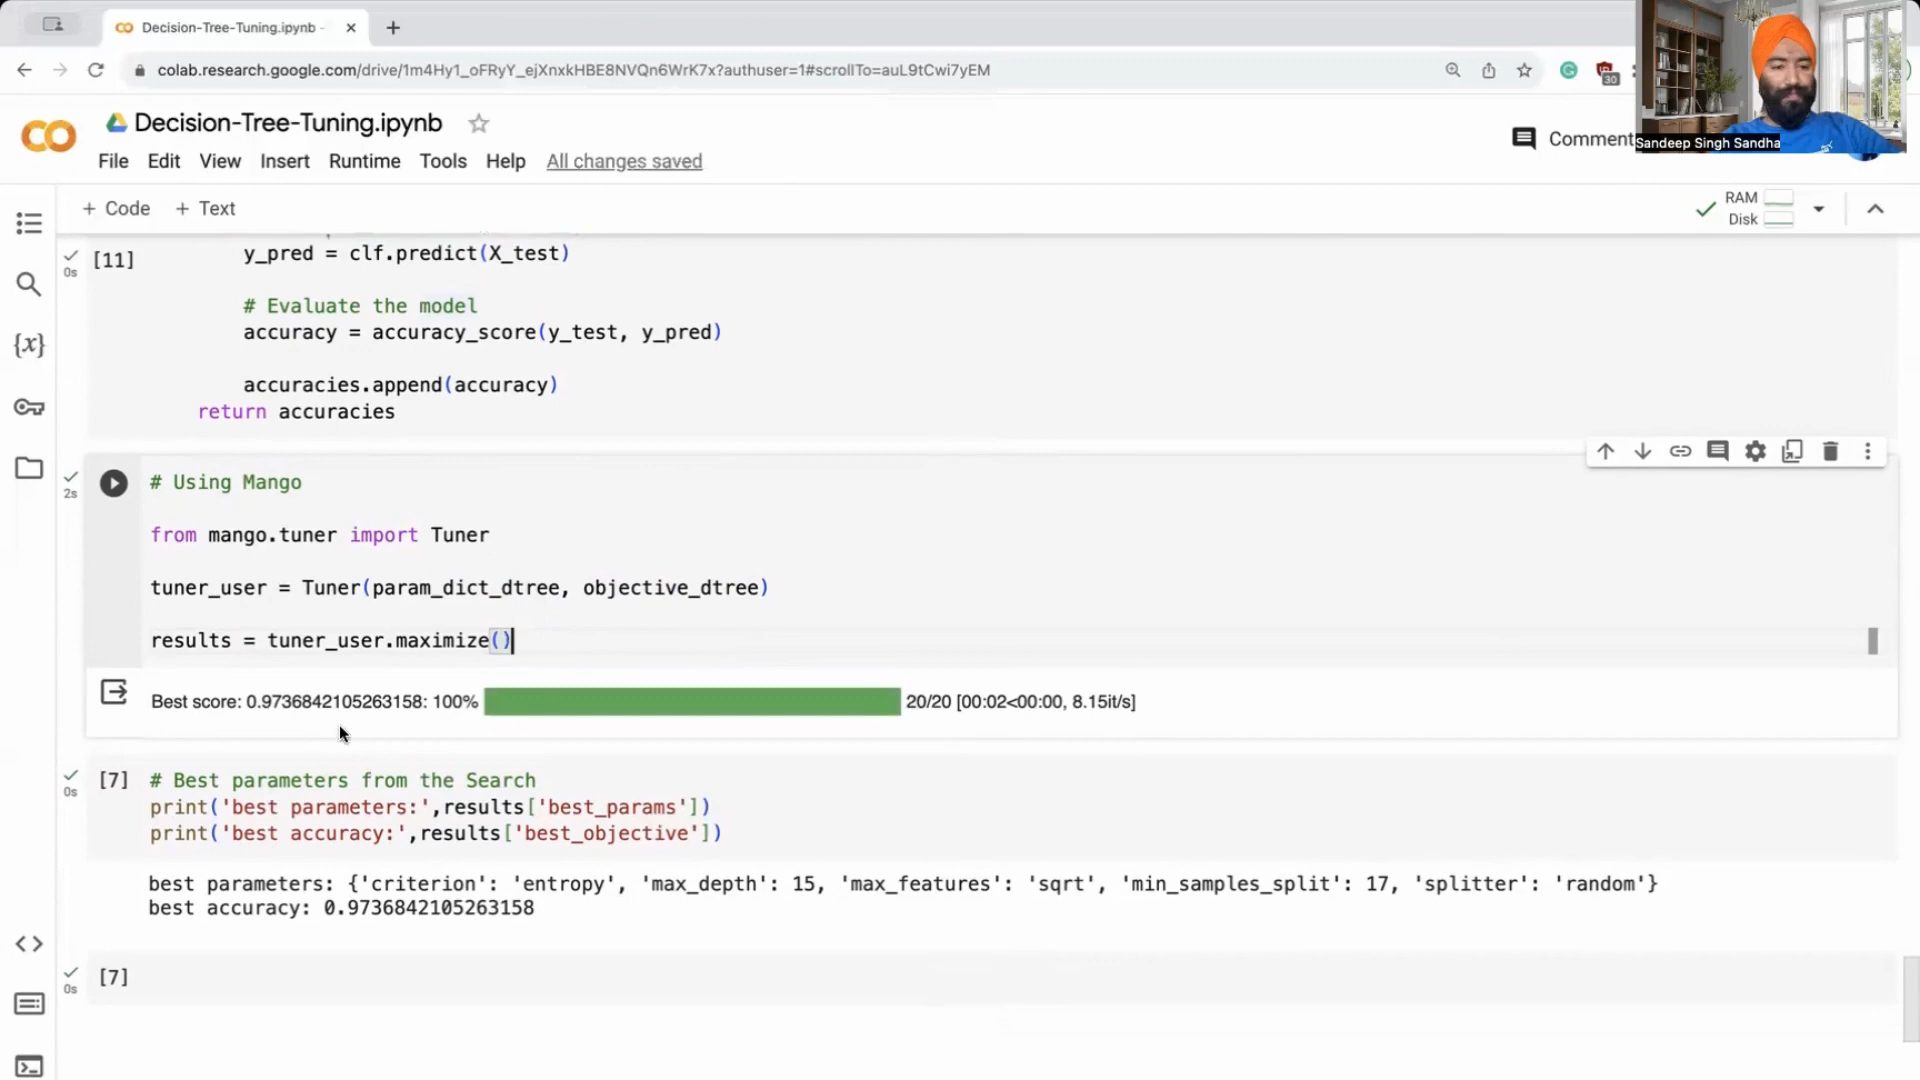 Decision-Tree-Tuning.ipynb -
colab.research.google.com/drive/1m4Hy1_oFRyY_ejXnxkHBE8NVQn6WrK7x?authuser=1#scrollTo=auL9tCwi7yEM
30
Decision-Tree-Tuning.ipynb
Comment
Sandeep Singh Sandha
File Edit View Insert Runtime Tools Help All changes saved
+ Code + Text
RAM
Disk
[11]
0s
y_pred = clf.predict(X_test)
# Evaluate the model
accuracy = accuracy_score(y_test, y_pred)
accuracies.append(accuracy)
return accuracies
2s
# Using Mango
from mango.tuner import Tuner
tuner_user = Tuner(param_dict_dtree, objective_dtree)
results = tuner_user.maximize()
Best score: 0.9736842105263158: 100% 20/20 [00:02<00:00, 8.15it/s]
[7] # Best parameters from the Search
0s
print('best parameters:',results['best_params'])
print('best accuracy:',results['best_objective'])
best parameters: {'criterion': 'entropy', 'max_depth': 15, 'max_features': 'sqrt', 'min_samples_split': 17, 'splitter': 'random'}
best accuracy: 0.9736842105263158
[7]
0s